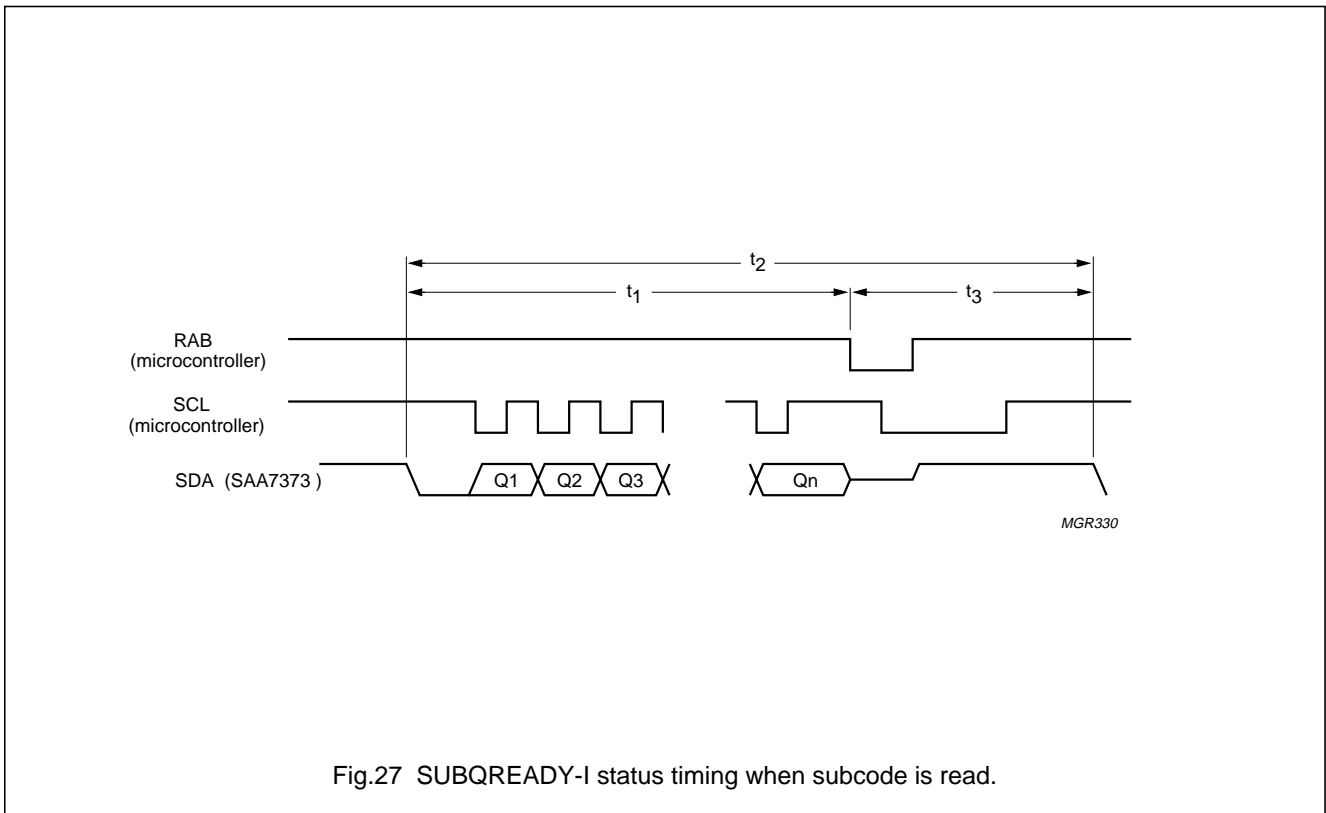 t2
t1
t3
RAB
(microcontroller)
SCL
(microcontroller)
SDA (SAA7373 )
Q1
Q2
Q3
Qn
MGR330
Fig.27 SUBQREADY-I status timing when subcode is read.